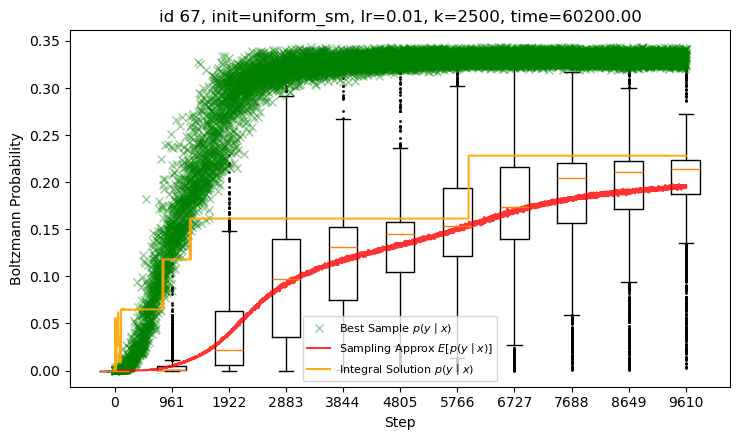 id 67, init=uniform_sm, lr=0.01, k=2500, time=60200.00
Boltzmann Probability
0.35
0.30
0.25
0.20
0.15
0.10
0.05
0.00
Best Sample p(y | x)
Sampling Approx E[p(y | x)]
Integral Solution p(y | x)
0 961 1922 2883 3844 4805 5766 6727 7688 8649 9610
Step